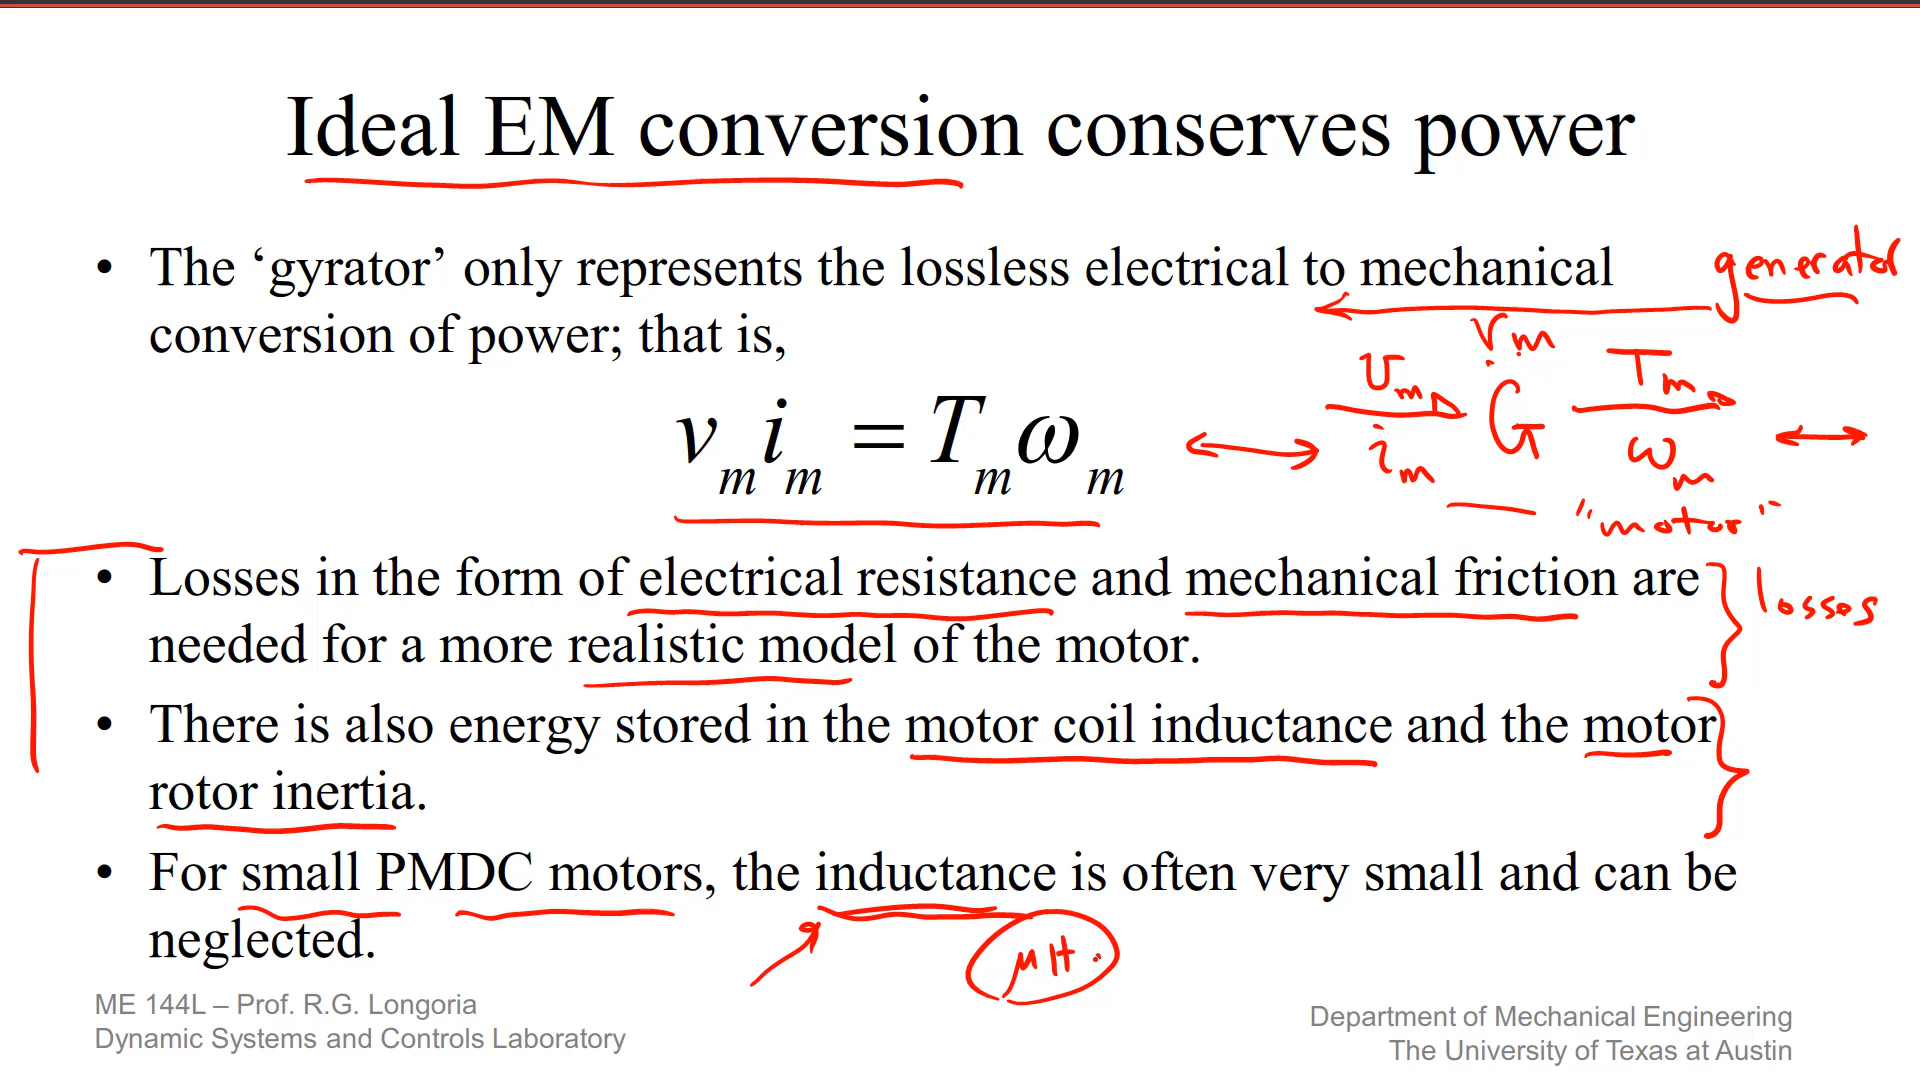 Ideal EM conversion conserves power
• The ‘gyrator’ only represents the lossless electrical to mechanical
conversion of power; that is,
generator
v_m i_m = T_m ω_m
r_m
v_m
G
T_m
i_m
ω_m
"motor"
• Losses in the form of electrical resistance and mechanical friction are
needed for a more realistic model of the motor.
losses
• There is also energy stored in the motor coil inductance and the motor
rotor inertia.
• For small PMDC motors, the inductance is often very small and can be
neglected.
μH.
ME 144L – Prof. R.G. Longoria
Dynamic Systems and Controls Laboratory
Department of Mechanical Engineering
The University of Texas at Austin